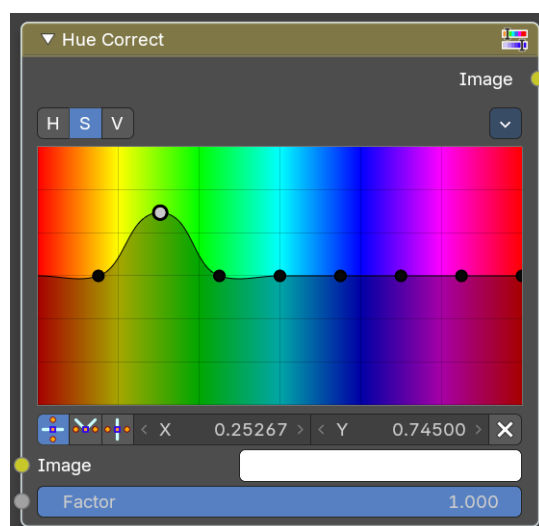 Hue Correct
Image
H S V
X 0.25267 Y 0.74500
Image
Factor 1.000